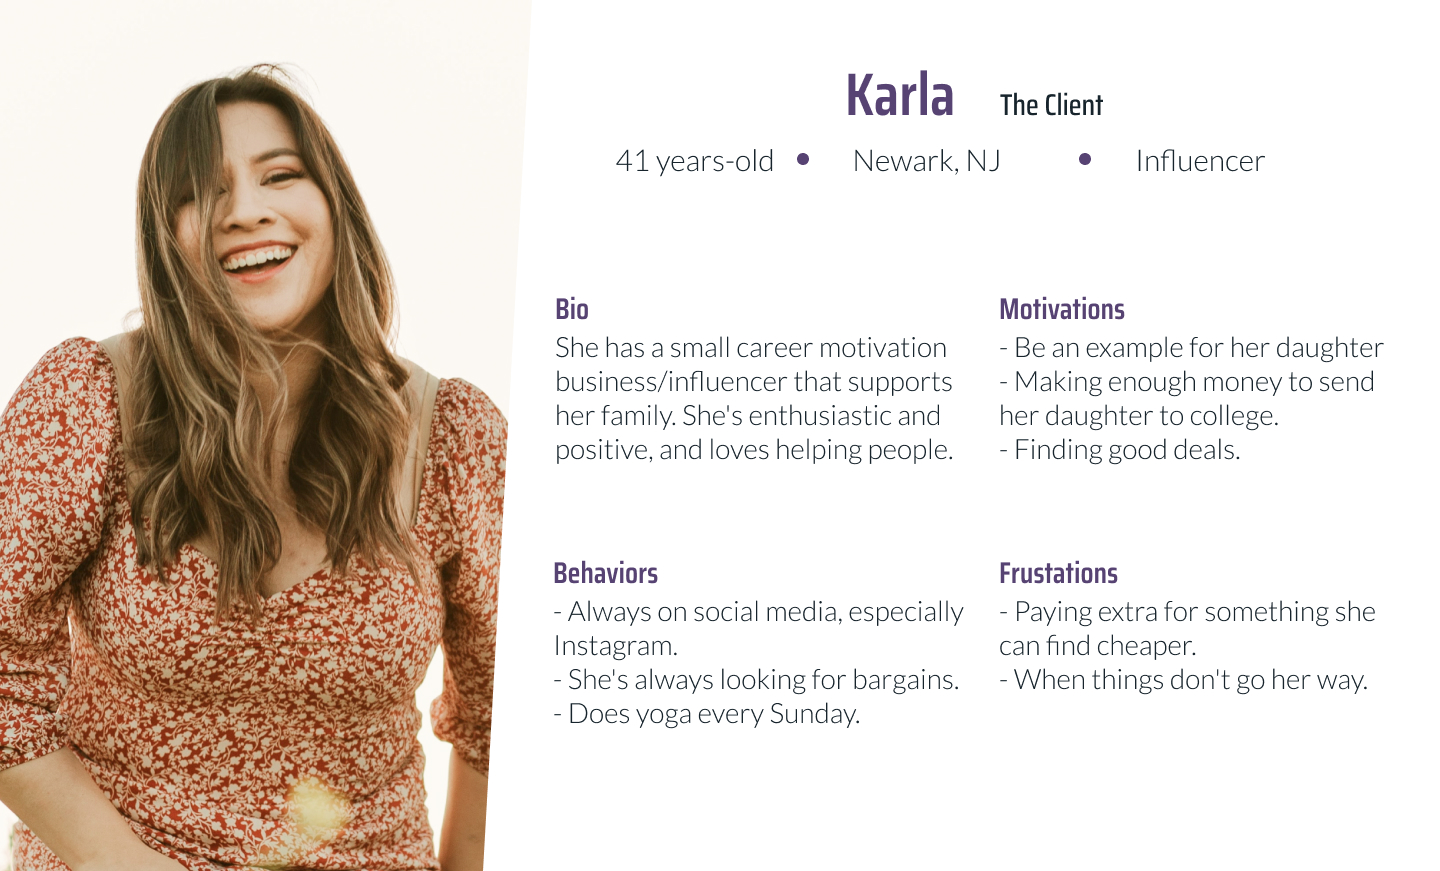 Karla The Client
41 years-old • Newark, NJ • Influencer
Bio
She has a small career motivation
business/influencer that supports
her family. She's enthusiastic and
positive, and loves helping people.
Motivations
- Be an example for her daughter
- Making enough money to send
her daughter to college.
- Finding good deals.
Behaviors
- Always on social media, especially
Instagram.
- She's always looking for bargains.
- Does yoga every Sunday.
Frustations
- Paying extra for something she
can find cheaper.
- When things don't go her way.